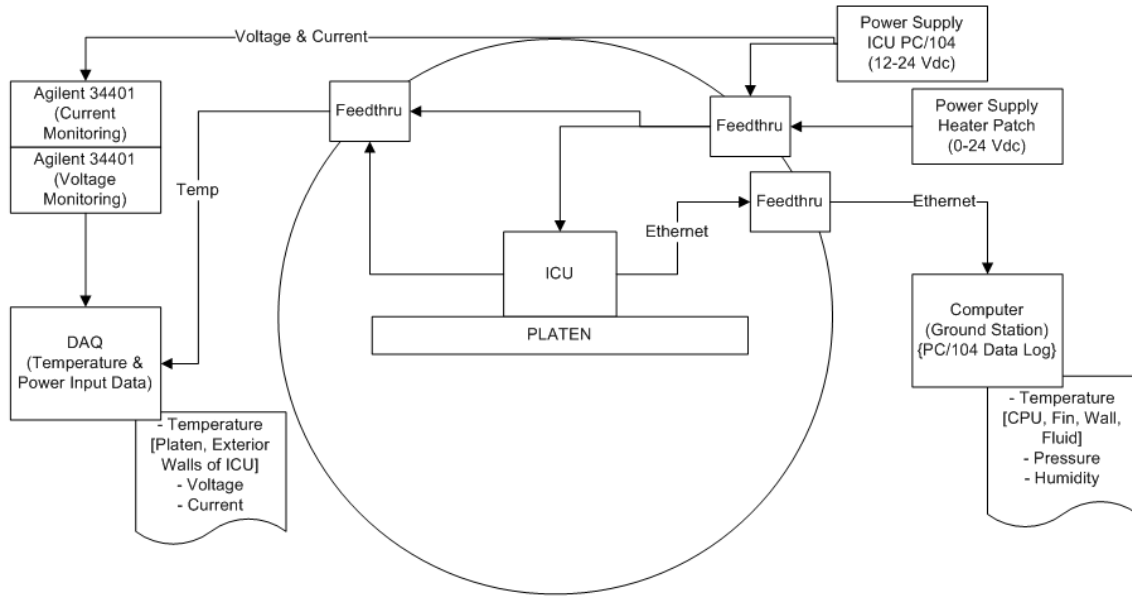 Voltage & Current
Power Supply
ICU PC/104
(12-24 Vdc)
Agilent 34401
(Current
Monitoring)
Agilent 34401
(Voltage
Monitoring)
Feedthru
Feedthru
Power Supply
Heater Patch
(0-24 Vdc)
Temp
Feedthru
Ethernet
Ethernet
ICU
PLATEN
DAQ
(Temperature &
Power Input Data)
Computer
(Ground Station)
{PC/104 Data Log}
- Temperature
[Platen, Exterior
Walls of ICU]
- Voltage
- Current
- Temperature
[CPU, Fin, Wall,
Fluid]
- Pressure
- Humidity